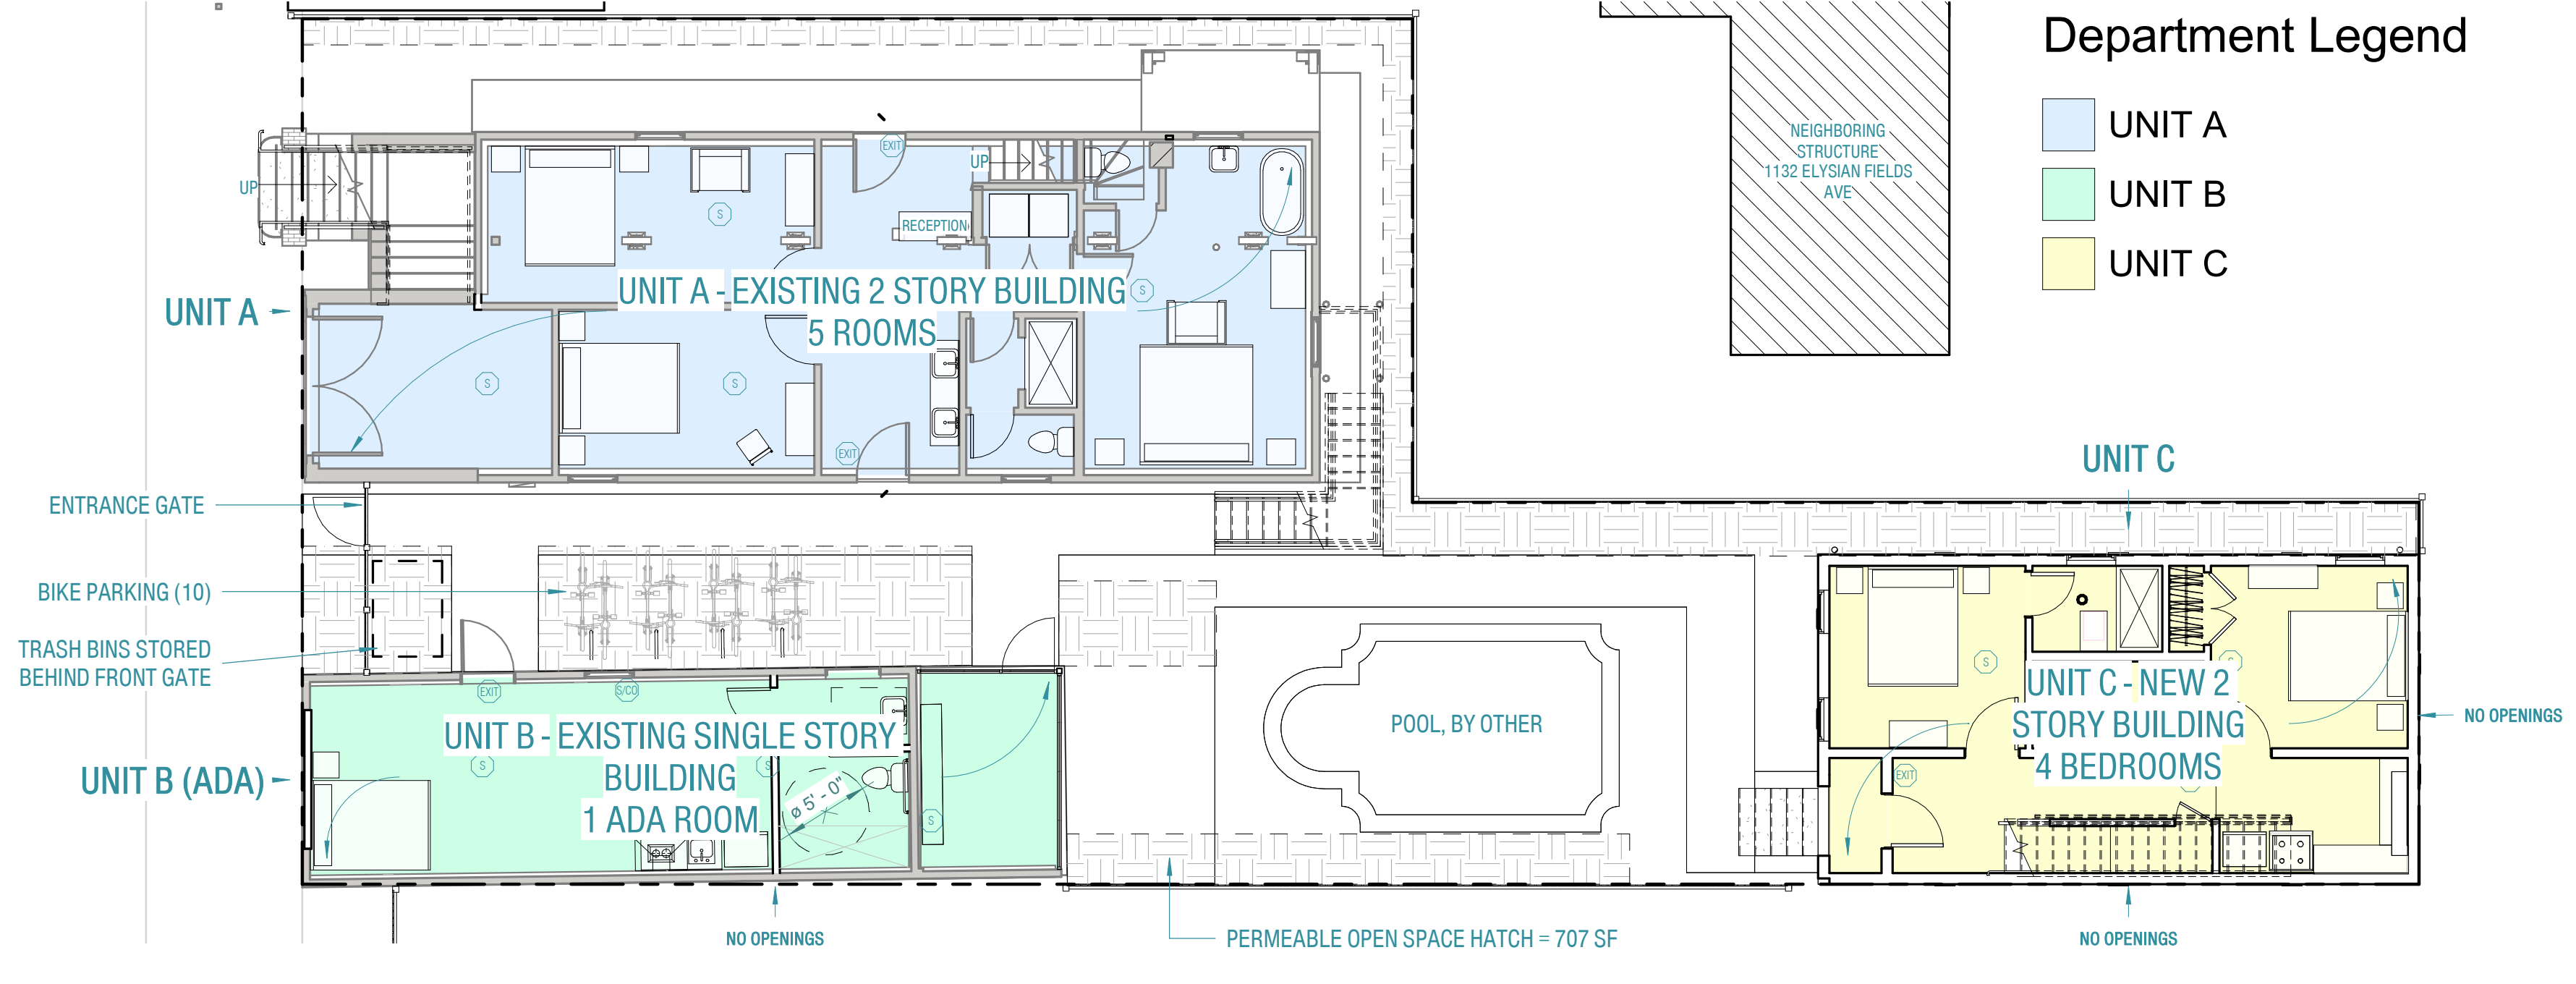 Department Legend
UNIT A
UNIT B
UNIT C
NEIGHBORING
STRUCTURE
1132 ELYSIAN FIELDS
AVE
EXIT
UP
UP
S
RECEPTION
UNIT A - EXISTING 2 STORY BUILDING
5 ROOMS
S
UNIT A
S
S
EXIT
UNIT C
ENTRANCE GATE
BIKE PARKING (10)
TRASH BINS STORED
BEHIND FRONT GATE
EXIT
S/CO
UNIT B - EXISTING SINGLE STORY
BUILDING
1 ADA ROOM
S
S
UNIT B (ADA)
ø 5' - 0"
S
POOL, BY OTHER
S
S
UNIT C - NEW 2
STORY BUILDING
4 BEDROOMS
EXIT
NO OPENINGS
NO OPENINGS
PERMEABLE OPEN SPACE HATCH = 707 SF
NO OPENINGS